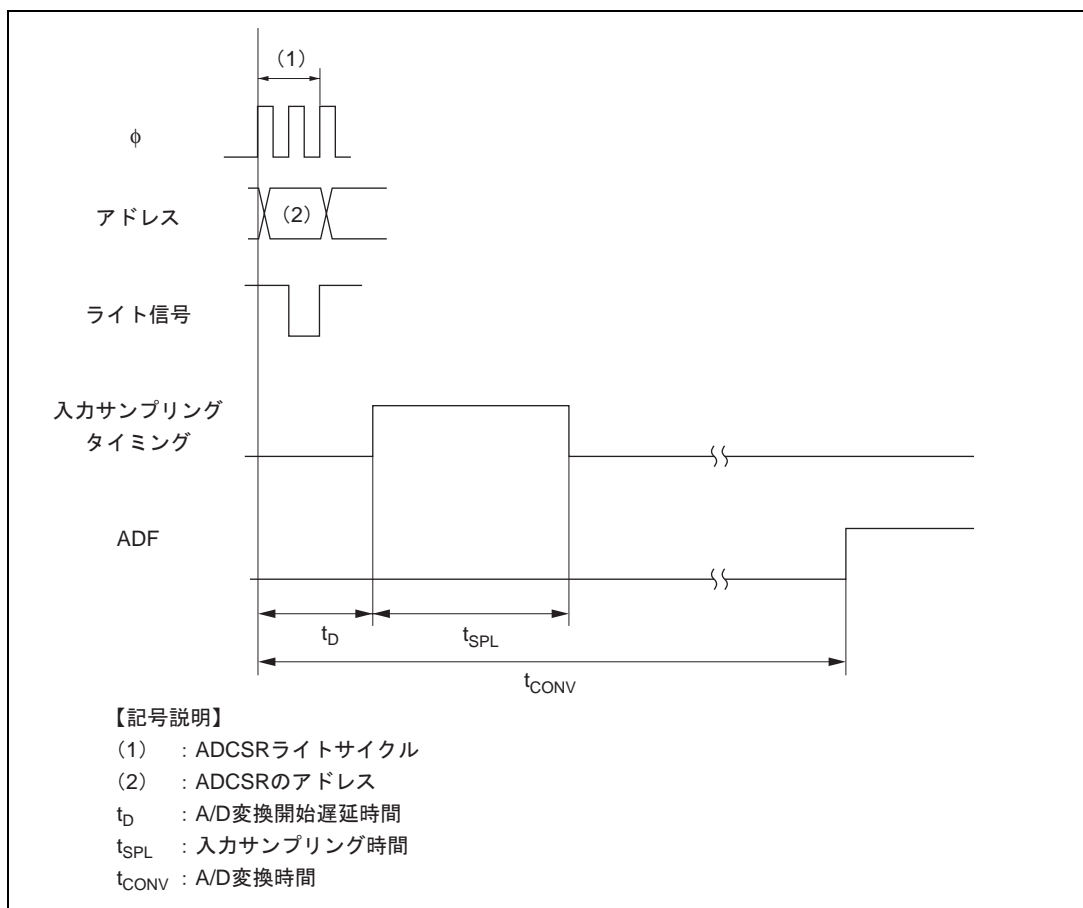 （1）
φ
アドレス
（2）
ライト信号
入力サンプリング
タイミング
ADF
tD
tSPL
tCONV
【記号説明】
（1） : ADCSRライトサイクル
（2） : ADCSRのアドレス
tD : A/D変換開始遅延時間
tSPL : 入力サンプリング時間
tCONV : A/D変換時間